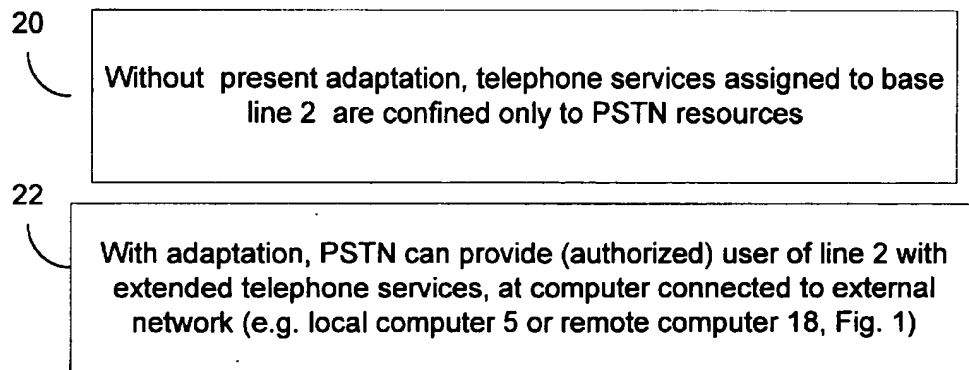 20
Without present adaptation, telephone services assigned to base
line 2 are confined only to PSTN resources
22
With adaptation, PSTN can provide (authorized) user of line 2 with
extended telephone services, at computer connected to external
network (e.g. local computer 5 or remote computer 18, Fig. 1)